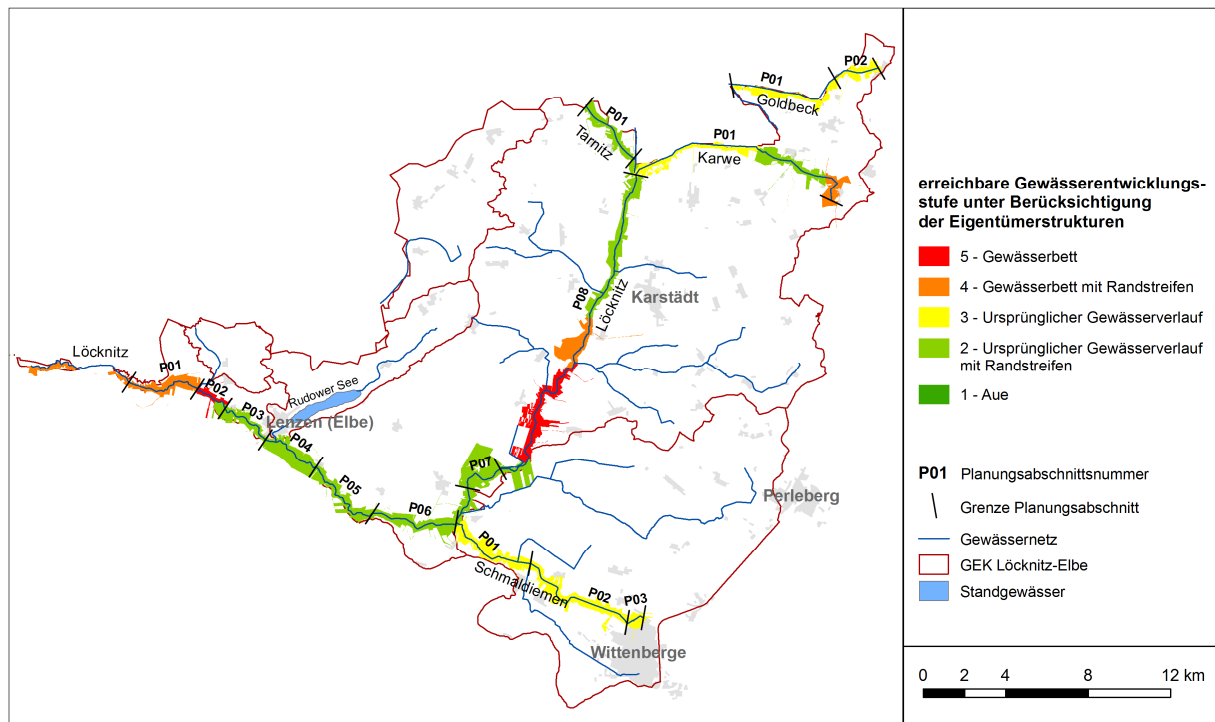 P01
P02
Goldbeck
P01
Tarnitz
P01
Karwe
P08
Löcknitz
Karstädt
Löcknitz
P01
P02
P03
Rudower See
Lenzen (Elbe)
P04
P05
P06
P07
Perleberg
P01
Schmaldiemen
P02
P03
Wittenberge
erreichbare Gewässerentwicklungs-
stufe unter Berücksichtigung
der Eigentümerstrukturen
5 - Gewässerbett
4 - Gewässerbett mit Randstreifen
3 - Ursprünglicher Gewässerverlauf
2 - Ursprünglicher Gewässerverlauf
mit Randstreifen
1 - Aue
P01 Planungsabschnittsnummer
Grenze Planungsabschnitt
Gewässernetz
GEK Löcknitz-Elbe
Standgewässer
0 2 4 8 12 km